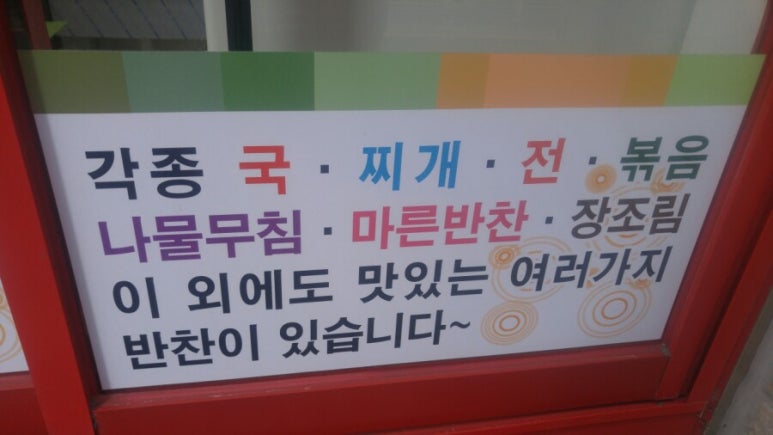 각종 국 · 찌개 · 전 · 볶음
나물무침 · 마른반찬 · 장조림
이 외에도 맛있는 여러가지
반찬이 있습니다~